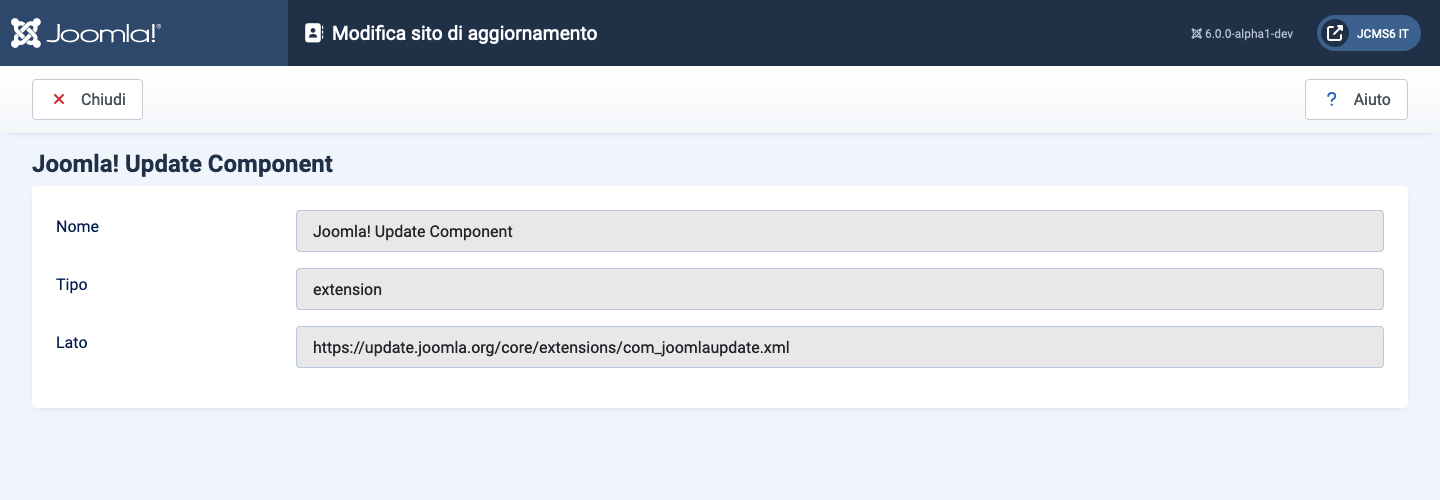 Joomla!® Modifica sito di aggiornamento 6.0.0-alpha1-dev JCMS6 IT
Chiudi ? Aiuto
Joomla! Update Component
Nome Joomla! Update Component
Tipo extension
Lato https://update.joomla.org/core/extensions/com_joomlaupdate.xml